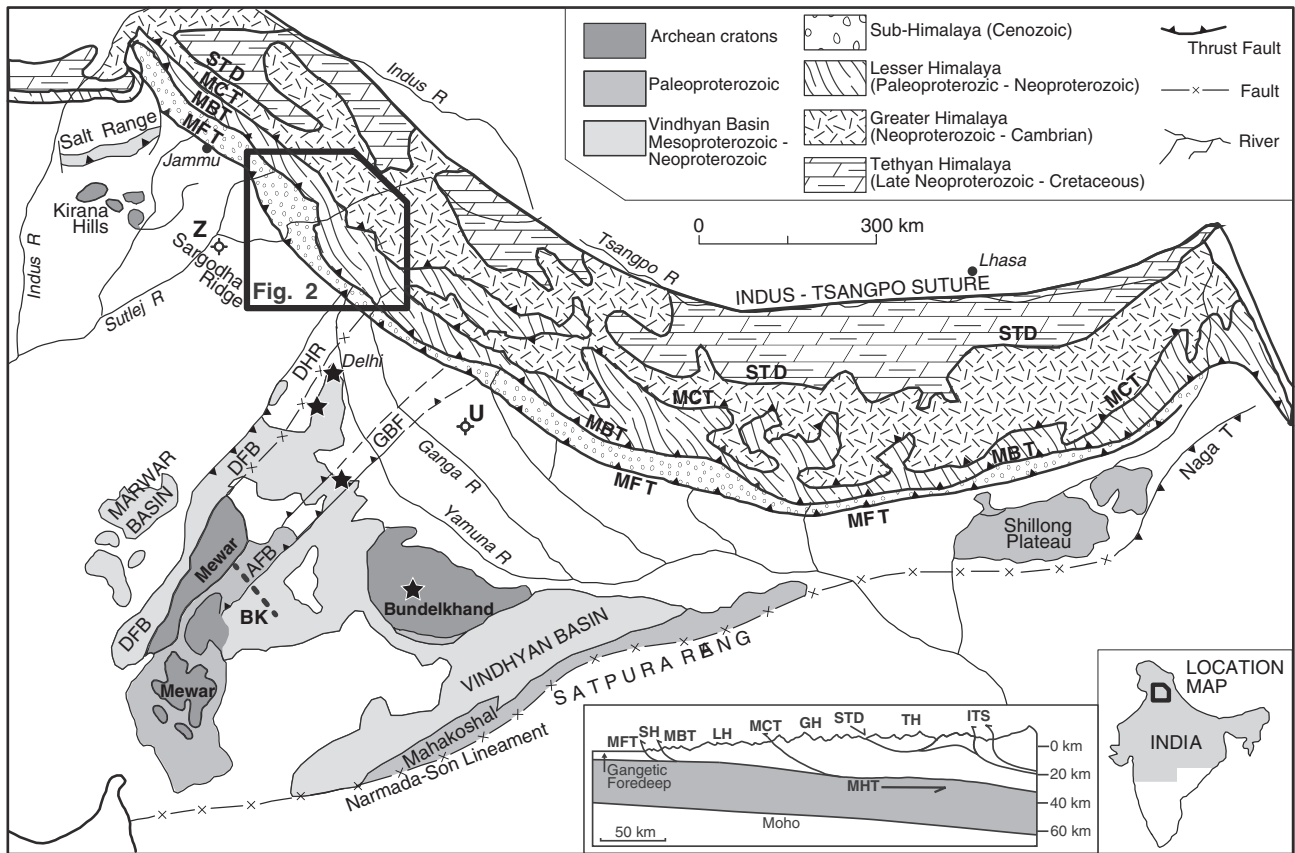 Archean cratons
Paleoproterozoic
Vindhyan Basin
Mesoproterozoic -
Neoproterozoic
Sub-Himalaya (Cenozoic)
Lesser Himalaya
(Paleoproterozic - Neoproterozoic)
Greater Himalaya
(Neoproterozoic - Cambrian)
Tethyan Himalaya
(Late Neoproterozoic - Cretaceous)
Thrust Fault
Fault
River
0 300 km
STD
MCT
MBT
MFT
Indus R
Salt Range
Jammu
Kirana
Hills
Indus R
Z
Sargodha
Ridge
Sutlej R
Fig. 2
Tsangpo R
Lhasa
INDUS - TSANGPO SUTURE
STD
STD
MCT
MCT
MBT
MBT
MFT
MFT
Naga T
Shillong
Plateau
DHR
Delhi
GBF
U
Ganga R
Yamuna R
DFB
MARWAR
BASIN
Mewar
AFB
BK
DFB
Mewar
Bundelkhand
VINDHYAN BASIN
SATPURA RANGE
Mahakoshal
Narmada-Son Lineament
MFT
SH
MBT
LH
MCT
GH
STD
TH
ITS
0 km
20 km
40 km
60 km
Gangetic
Foredeep
MHT
Moho
50 km
LOCATION
MAP
INDIA